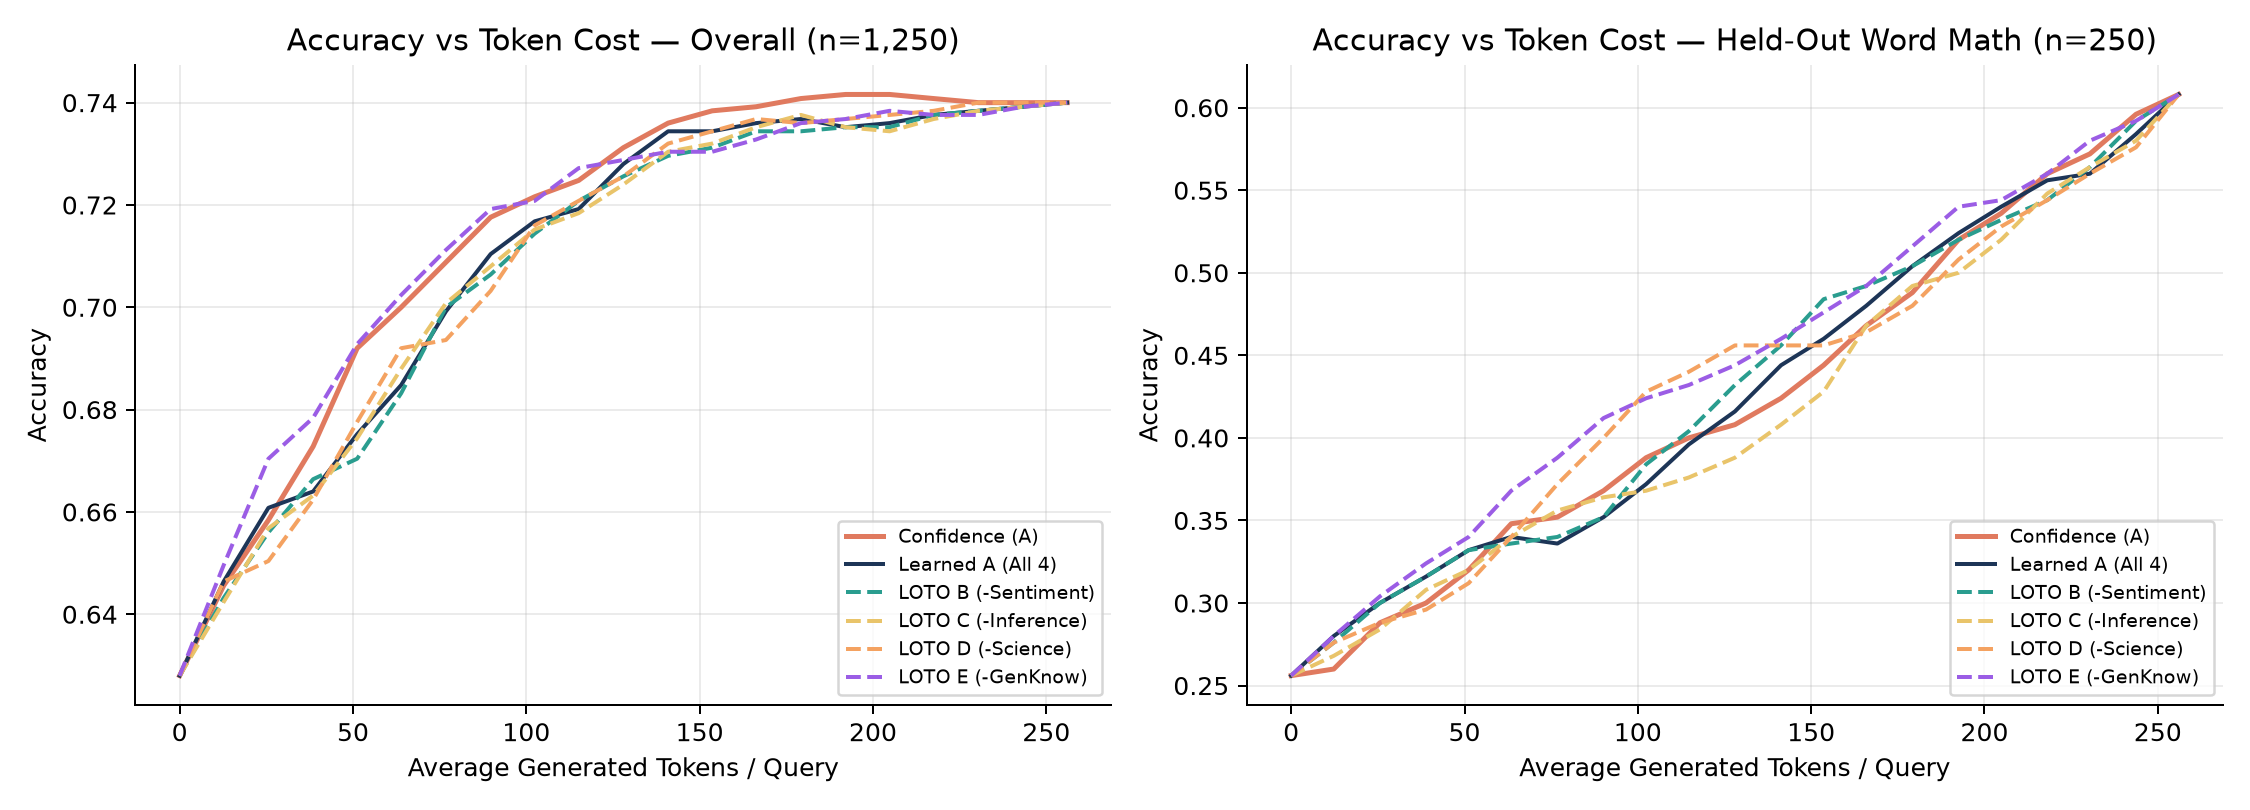 Accuracy vs Token Cost — Overall (n=1,250)
Accuracy
0.74
0.72
0.70
0.68
0.66
0.64
0
50
100
150
200
250
Average Generated Tokens / Query
Confidence (A)
Learned A (All 4)
LOTO B (-Sentiment)
LOTO C (-Inference)
LOTO D (-Science)
LOTO E (-GenKnow)
Accuracy vs Token Cost — Held-Out Word Math (n=250)
Accuracy
0.60
0.55
0.50
0.45
0.40
0.35
0.30
0.25
0
50
100
150
200
250
Average Generated Tokens / Query
Confidence (A)
Learned A (All 4)
LOTO B (-Sentiment)
LOTO C (-Inference)
LOTO D (-Science)
LOTO E (-GenKnow)